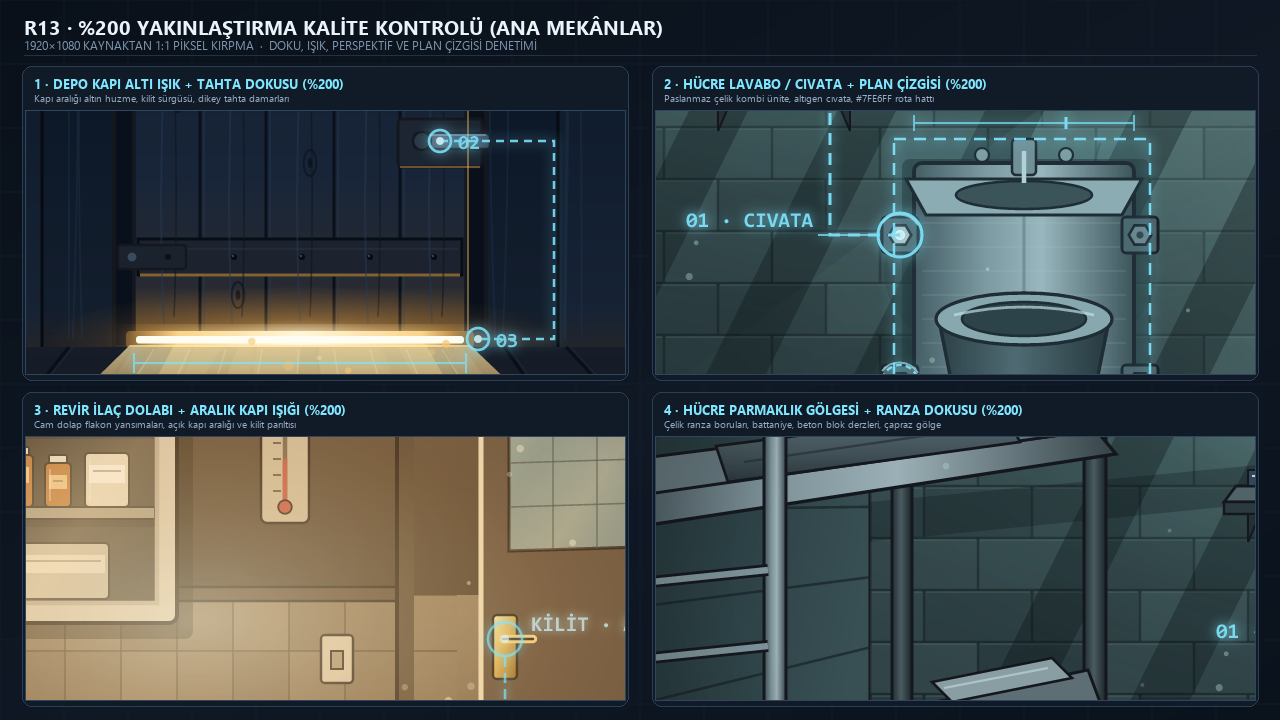 R13 · %200 YAKINLAŞTIRMA KALİTE KONTROLÜ (ANA MEKÂNLAR)
1920×1080 KAYNAKTAN 1:1 PİKSEL KIRPMA · DOKU, IŞIK, PERSPEKTİF VE PLAN ÇİZGİSİ DENETİMİ
1 · DEPO KAPI ALTI IŞIK + TAHTA DOKUSU (%200)
Kapı aralığı altın huzme, kilit sürgüsü, dikey tahta damarları
02
03
2 · HÜCRE LAVABO / CIVATA + PLAN ÇİZGİSİ (%200)
Paslanmaz çelik kombi ünite, altıgen cıvata, #7FE6FF rota hattı
01 · CIVATA
3 · REVİR İLAÇ DOLABI + ARALIK KAPI IŞIĞI (%200)
Cam dolap flakon yansımaları, açık kapı aralığı ve kilit parıltısı
KİLİT ·
4 · HÜCRE PARMAKLIK GÖLGESİ + RANZA DOKUSU (%200)
Çelik ranza boruları, battaniye, beton blok derzleri, çapraz gölge
01